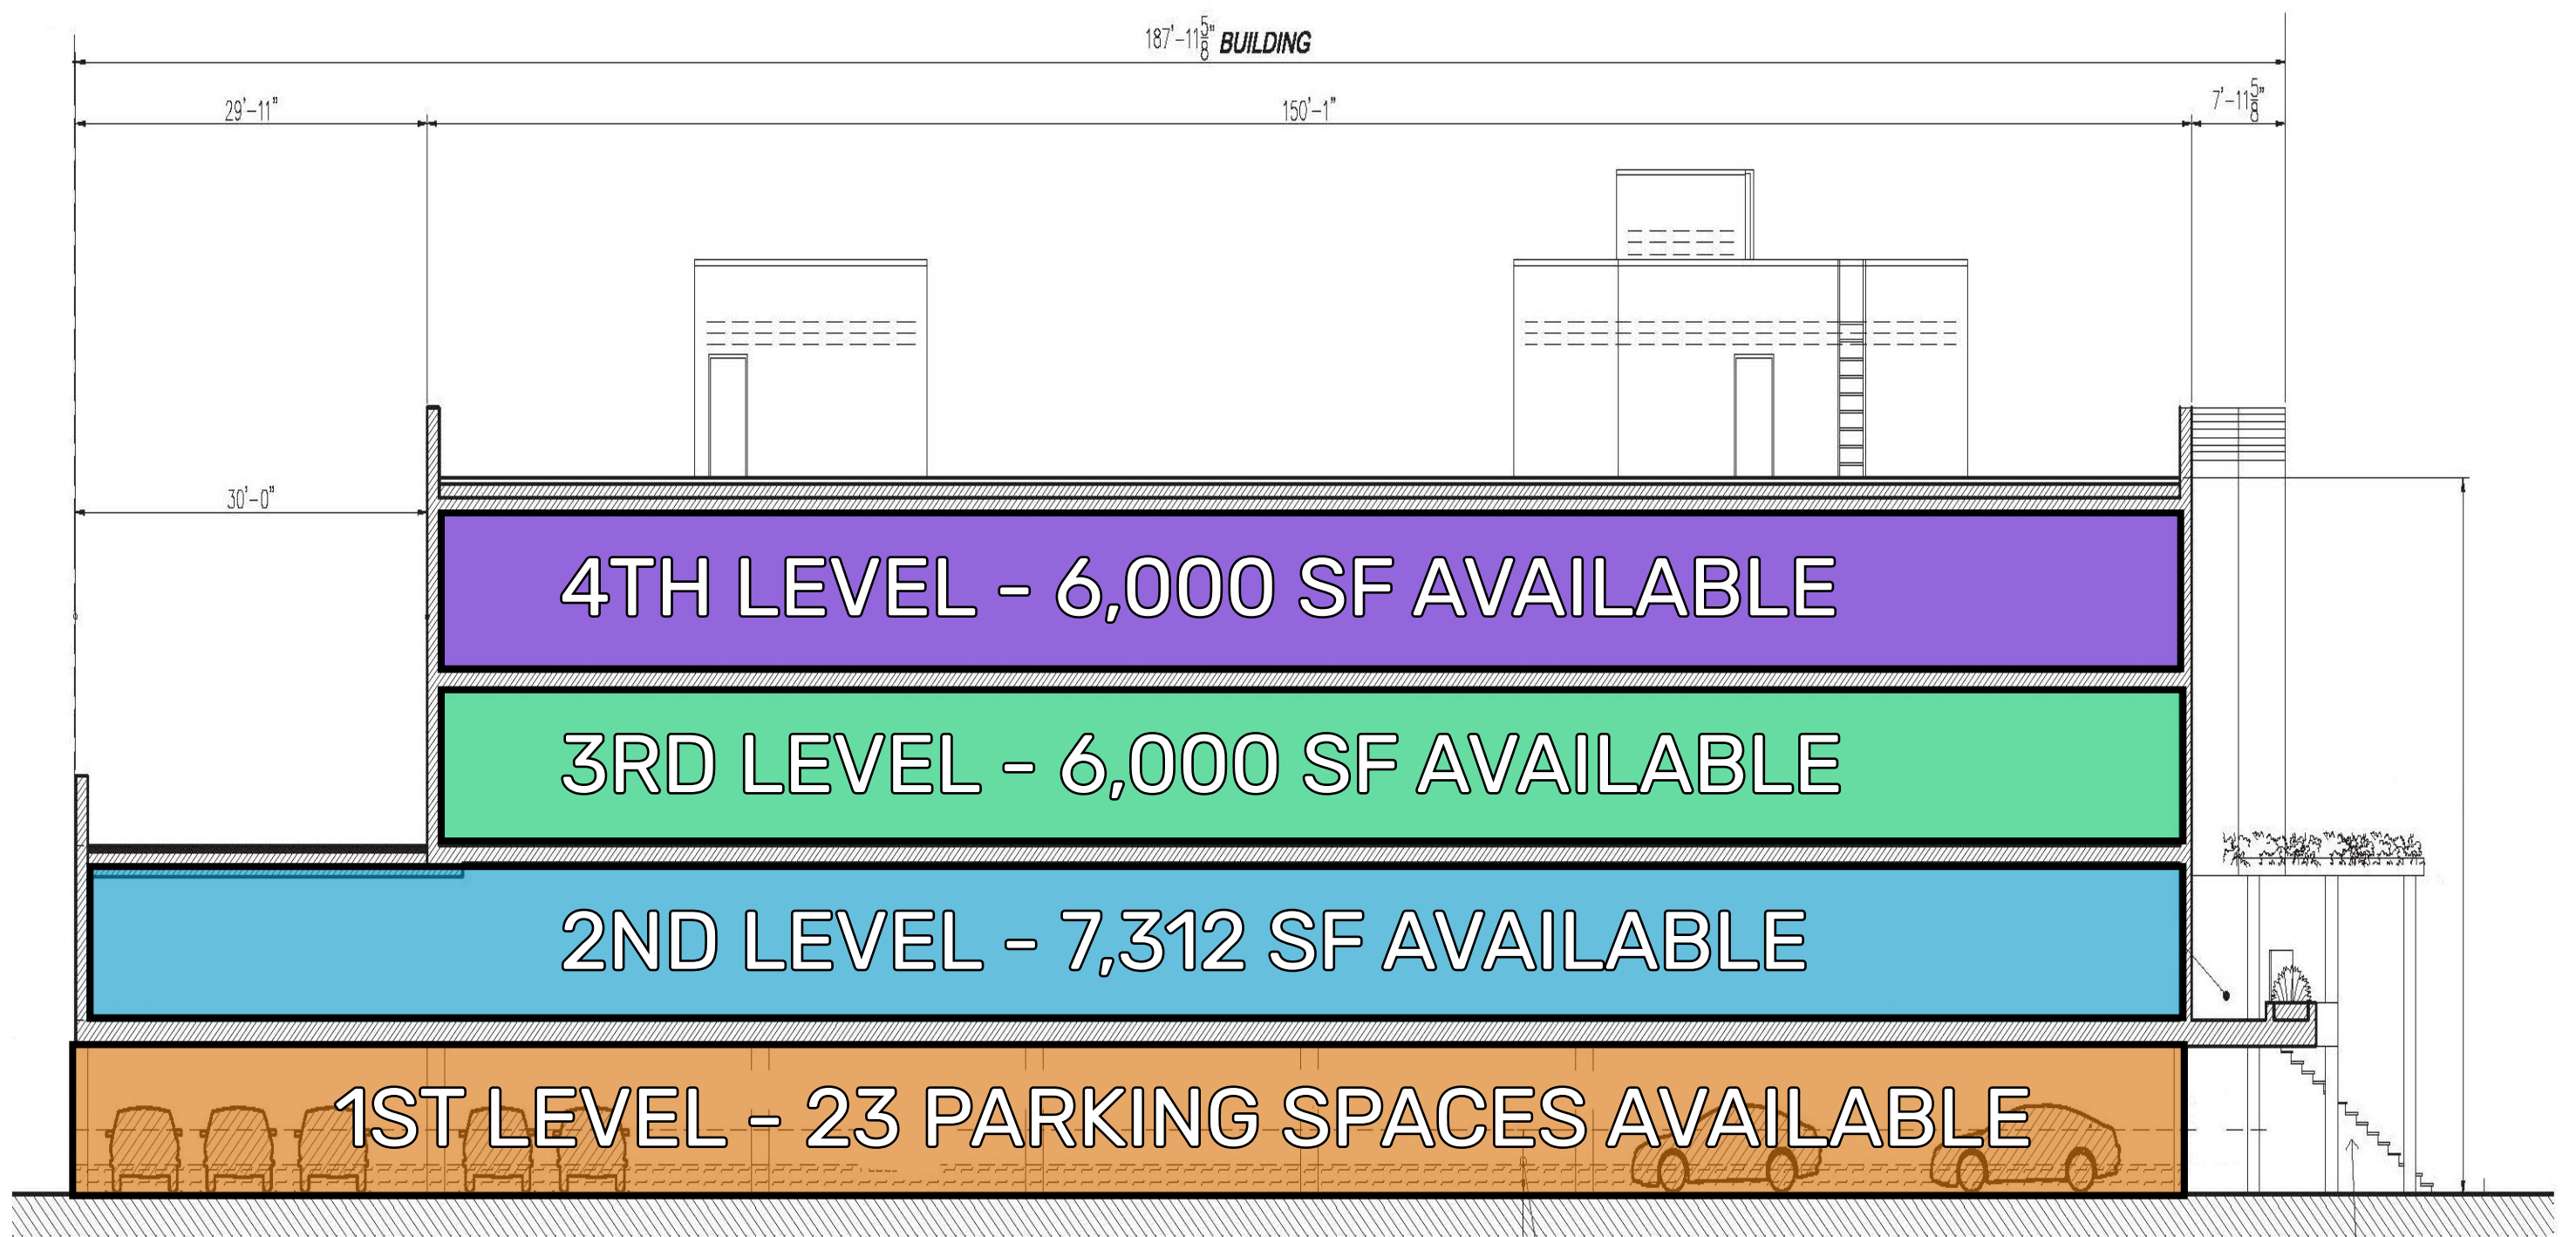 187'-11 5/8" BUILDING
29'-11" 150'-1" 7'-11 5/8"
30'-0"
4TH LEVEL - 6,000 SF AVAILABLE
3RD LEVEL - 6,000 SF AVAILABLE
2ND LEVEL - 7,312 SF AVAILABLE
1ST LEVEL - 23 PARKING SPACES AVAILABLE